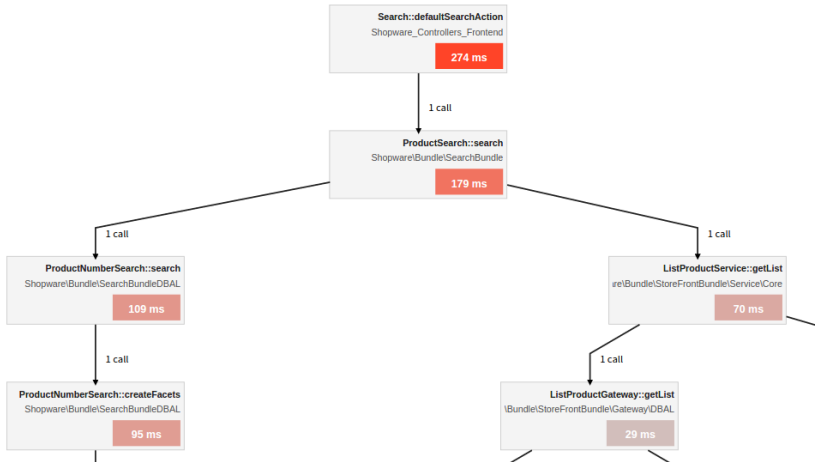 Search::defaultSearchAction
Shopware_Controllers_Frontend
274 ms
1 call
ProductSearch::search
Shopware\Bundle\SearchBundle
179 ms
1 call
1 call
ProductNumberSearch::search
Shopware\Bundle\SearchBundleDBAL
109 ms
ListProductService::getList
re\Bundle\StoreFrontBundle\Service\Core
70 ms
1 call
1 call
ProductNumberSearch::createFacets
Shopware\Bundle\SearchBundleDBAL
95 ms
ListProductGateway::getList
\Bundle\StoreFrontBundle\Gateway\DBAL
29 ms